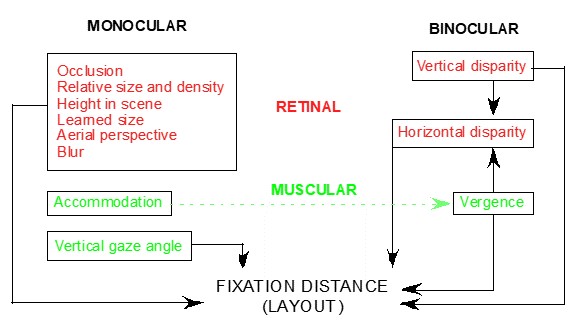 MONOCULAR
BINOCULAR
Occlusion
Relative size and density
Height in scene
Learned size
Aerial perspective
Blur
RETINAL
Vertical disparity
Horizontal disparity
MUSCULAR
Accommodation
Vergence
Vertical gaze angle
FIXATION DISTANCE
(LAYOUT)